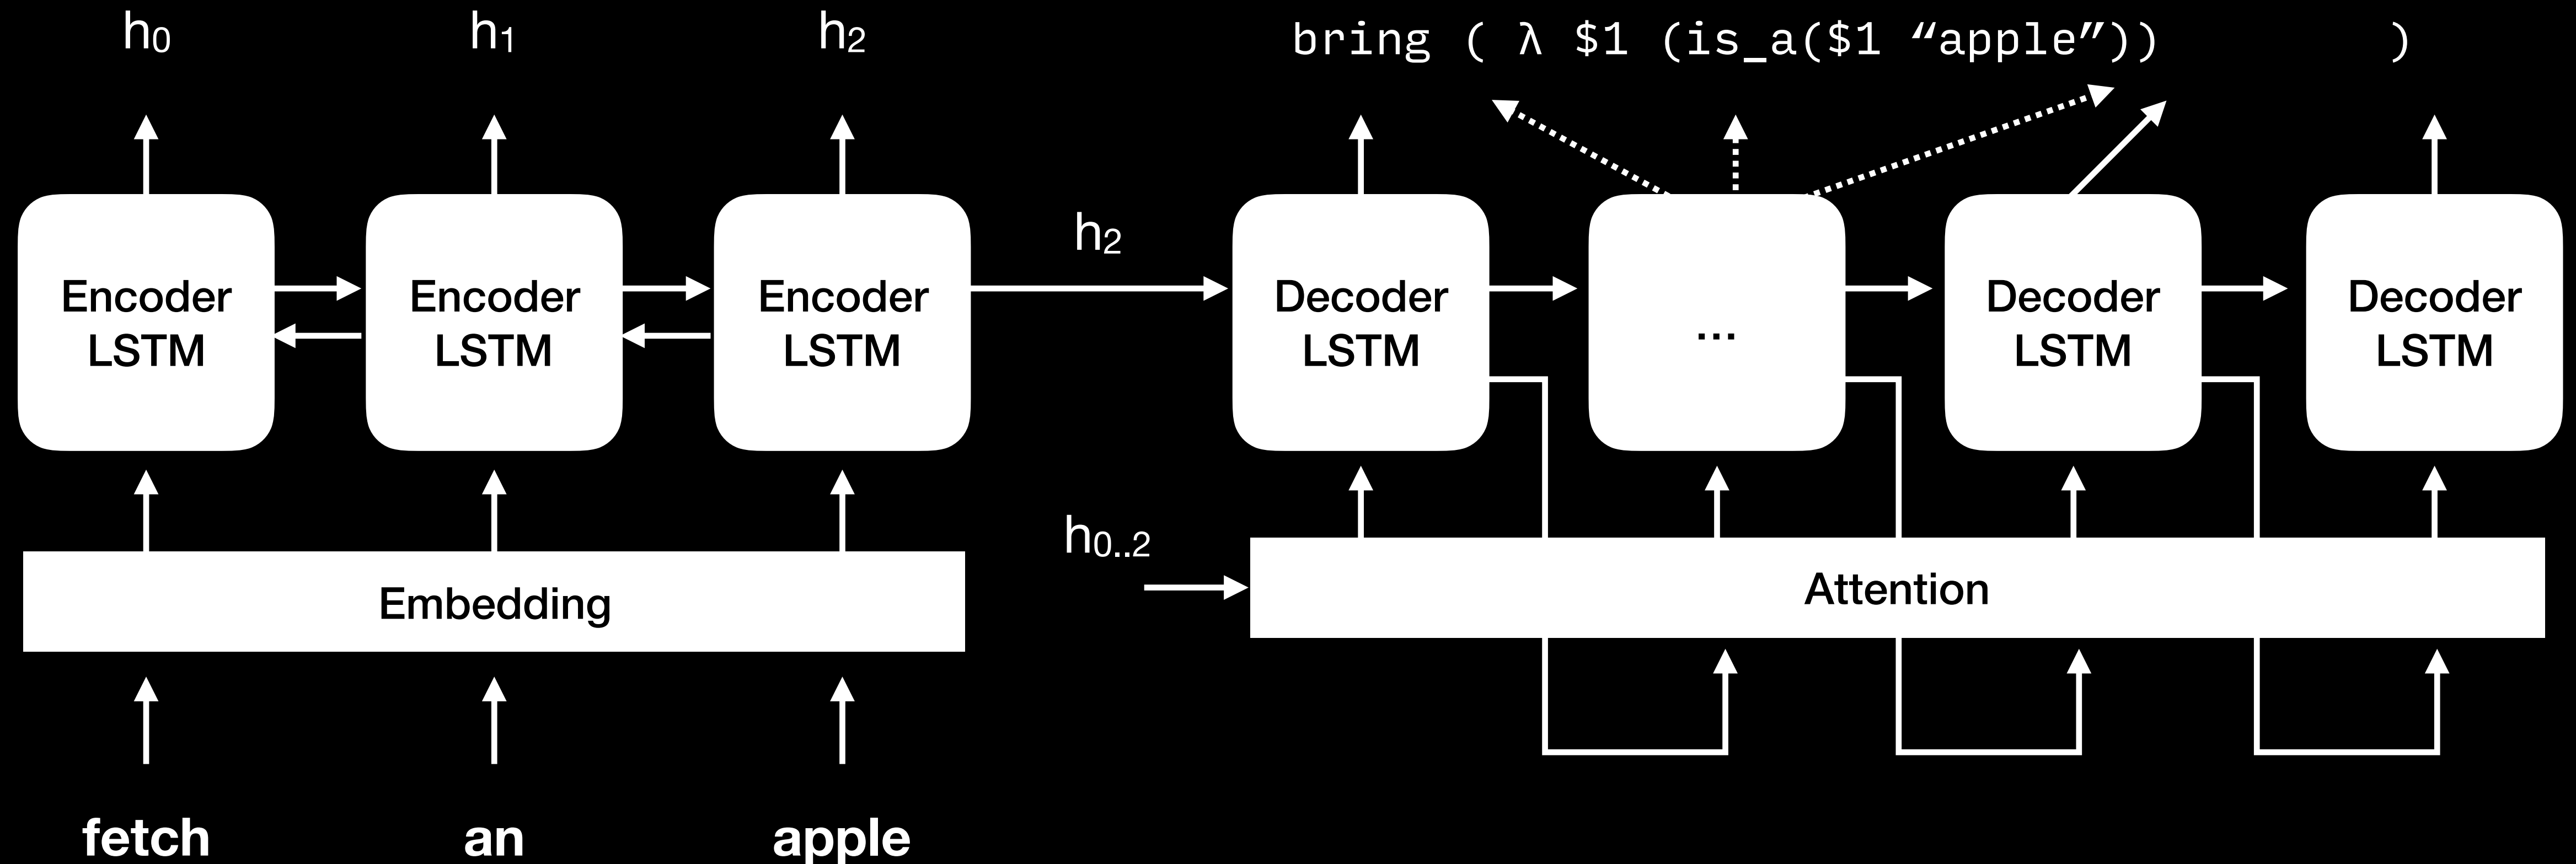 h₀ h₁ h₂ bring ( λ $1 (is_a($1 “apple”)) )
h₂
Encoder LSTM
Encoder LSTM
Encoder LSTM
Decoder LSTM
...
Decoder LSTM
Decoder LSTM
h₀..₂
Embedding
Attention
fetch an apple